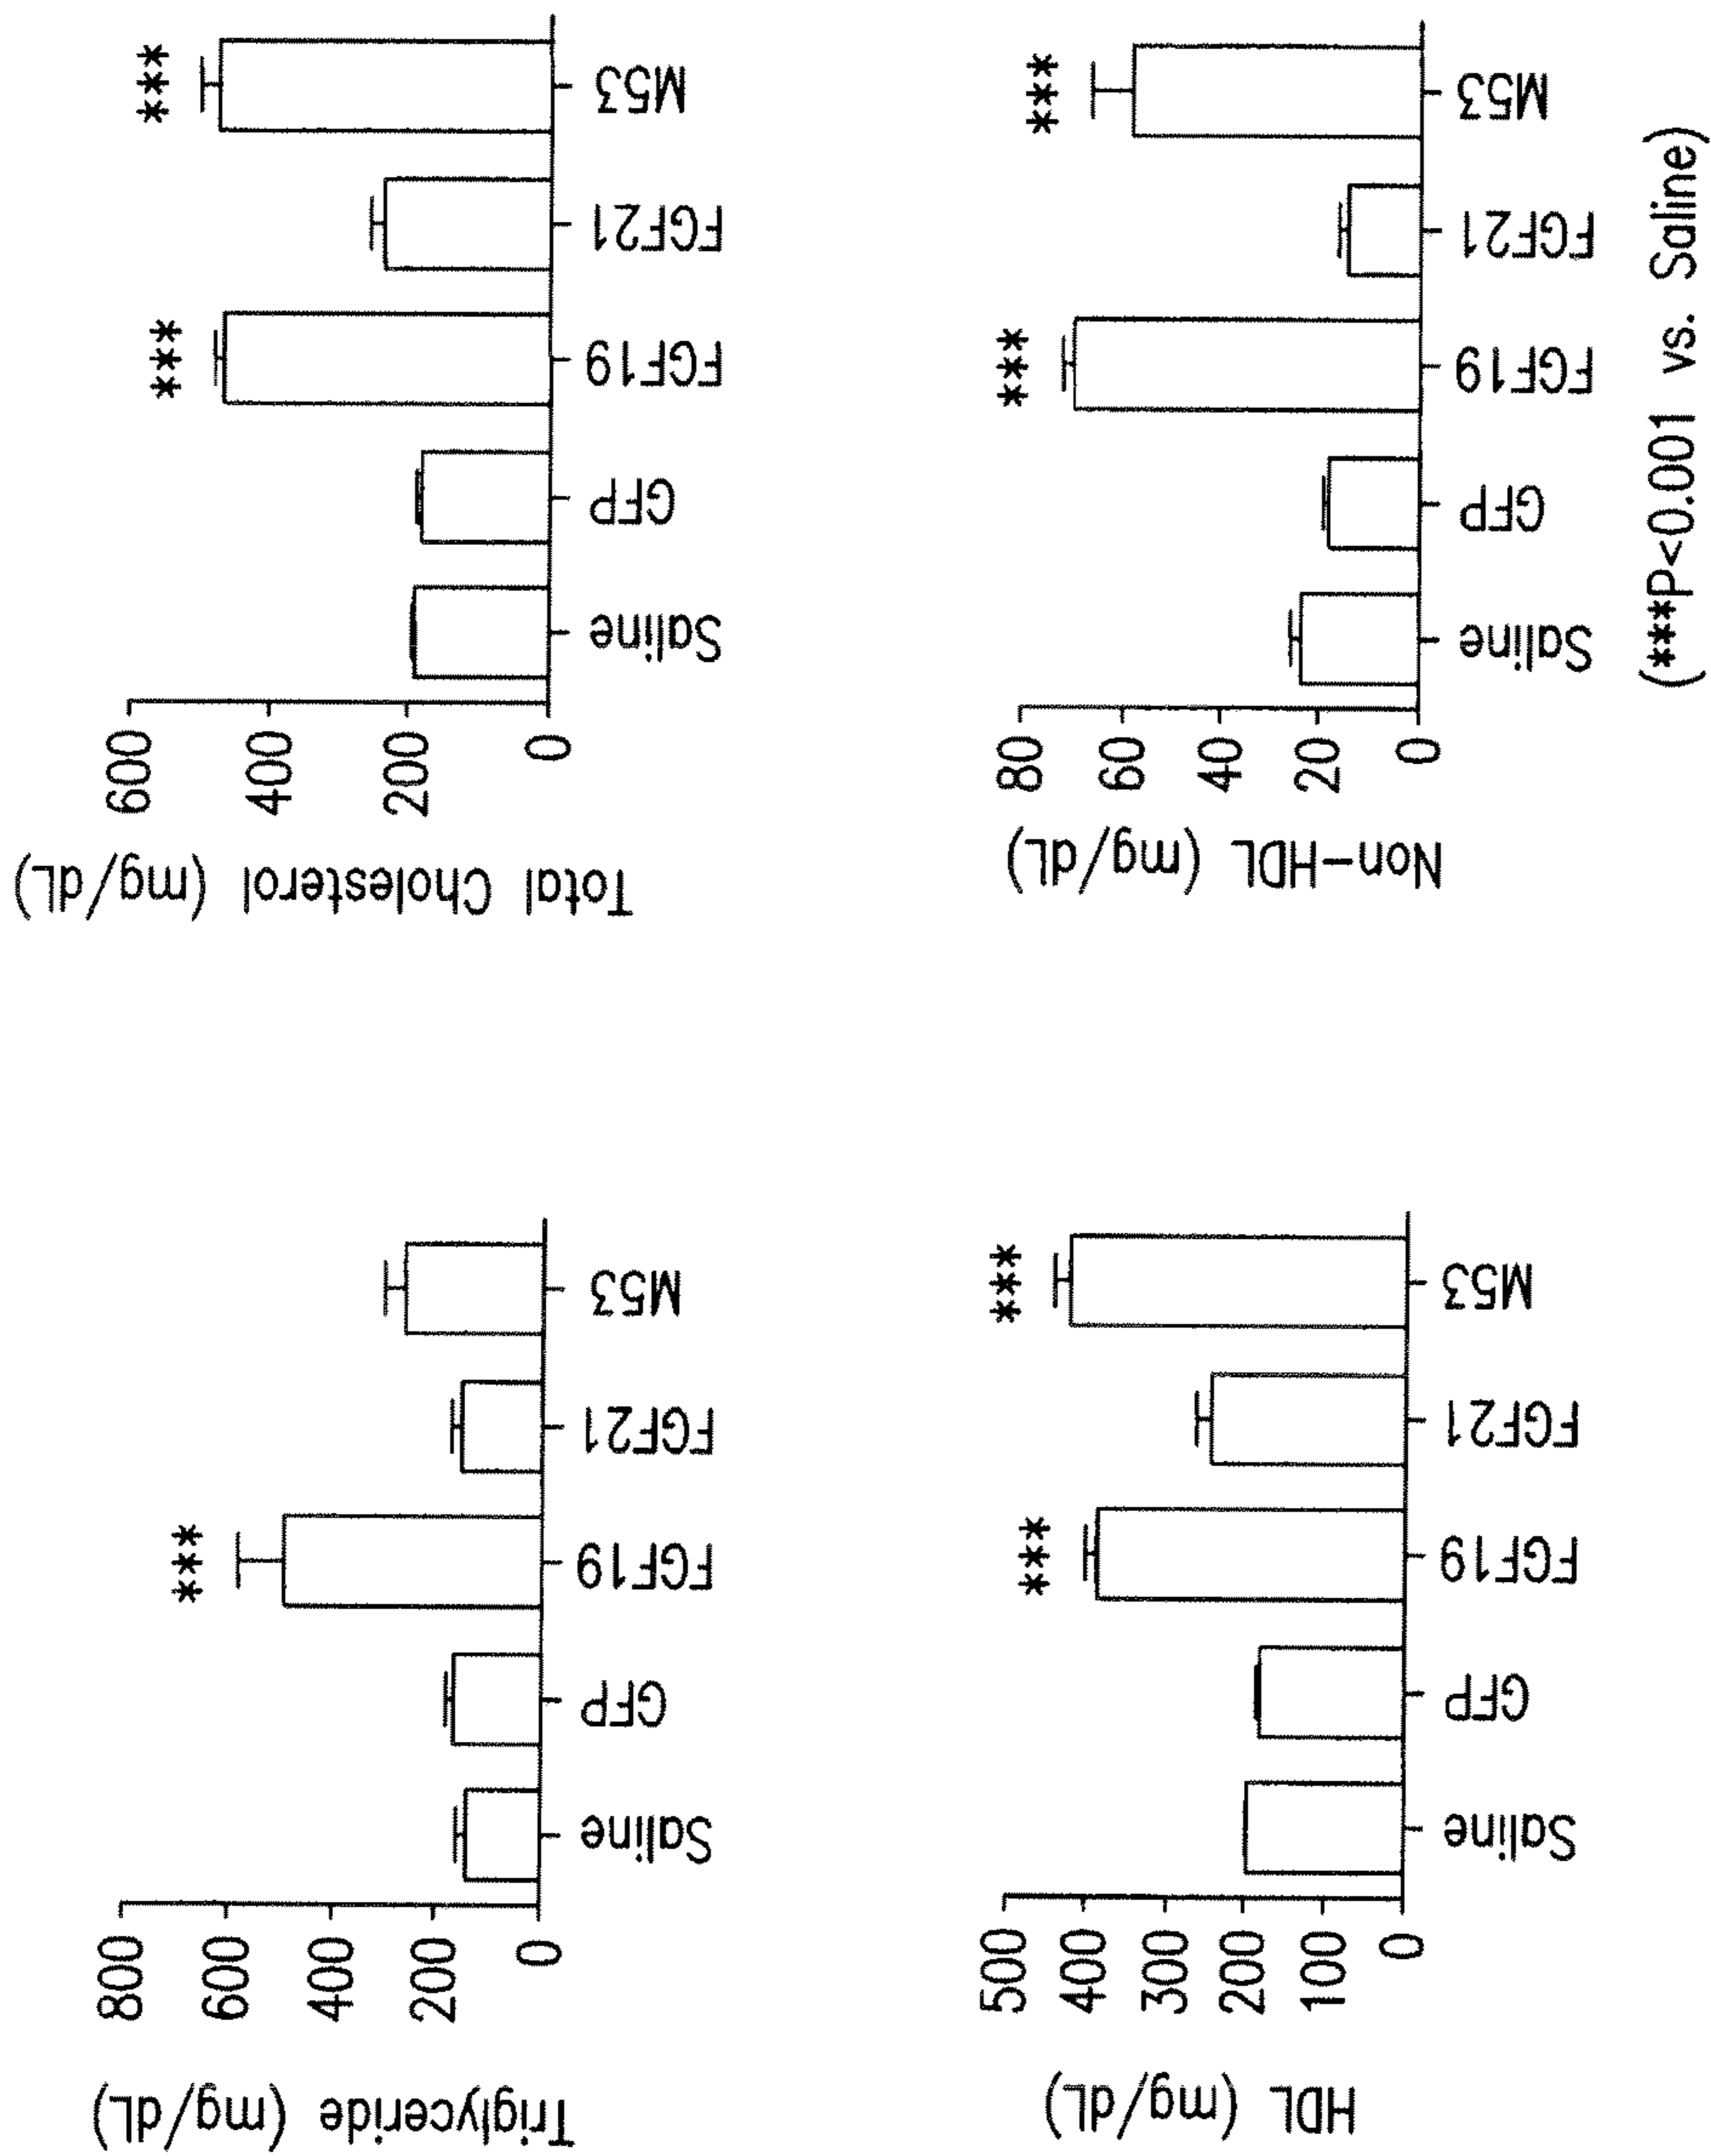 Triglyceride (mg/dL)
800
600
400
200
0
***
Saline
GFP
FGF19
FGF21
M53
Total Cholesterol (mg/dL)
600
400
200
0
***
***
Saline
GFP
FGF19
FGF21
M53
HDL (mg/dL)
500
400
300
200
100
0
***
***
Saline
GFP
FGF19
FGF21
M53
Non-HDL (mg/dL)
80
60
40
20
0
***
***
Saline
GFP
FGF19
FGF21
M53
(***P<0.001 vs. Saline)